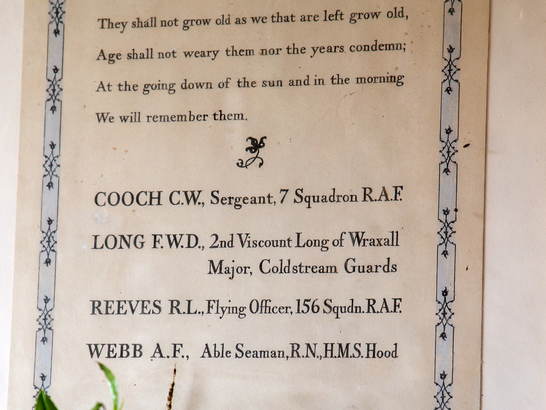 They shall not grow old as we that are left grow old,
Age shall not weary them nor the years condemn;
At the going down of the sun and in the morning
We will remember them.
COOCH C.W., Sergeant, 7 Squadron R.A.F.
LONG F.W.D., 2nd Viscount Long of Wraxall
Major, Coldstream Guards
REEVES R.L., Flying Officer, 156 Squdn. R.A.F.
WEBB A.F., Able Seaman, R.N., H.M.S. Hood